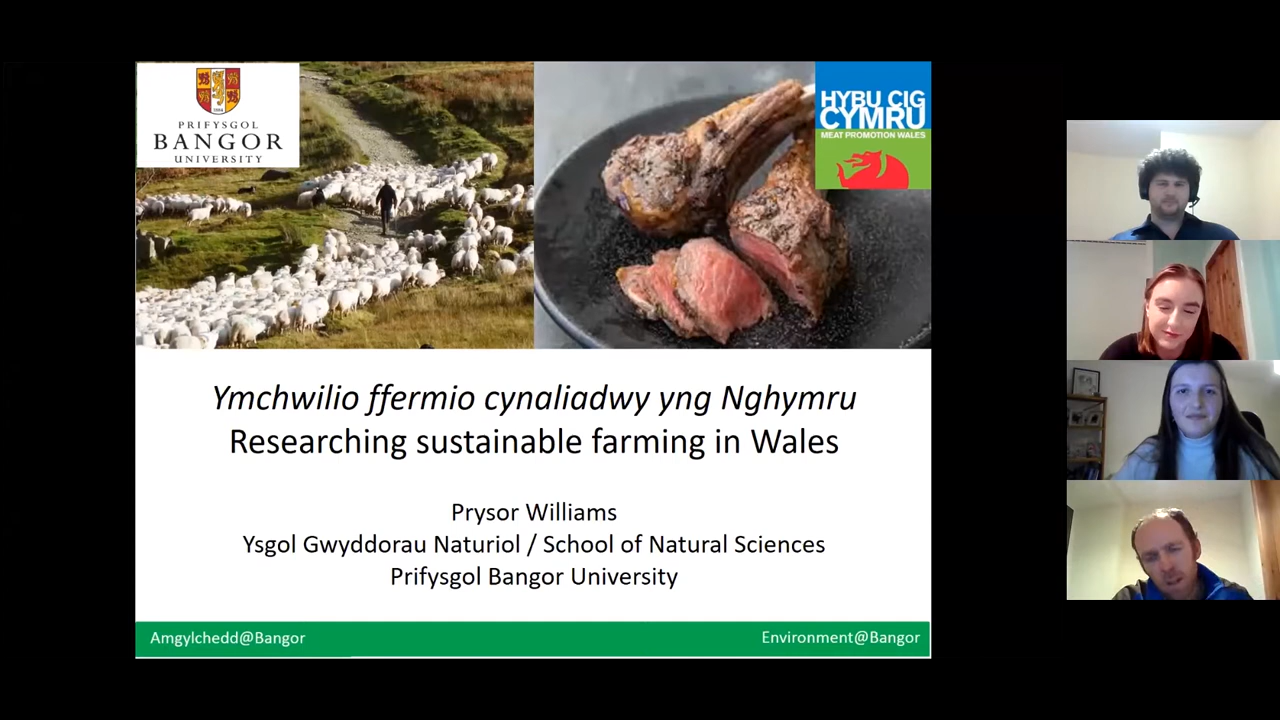 PRIFYSGOL
BANGOR
UNIVERSITY
HYBU CIG
CYMRU
MEAT PROMOTION WALES
Ymchwilio ffermio cynaliadwy yng Nghymru
Researching sustainable farming in Wales
Prysor Williams
Ysgol Gwyddorau Naturiol / School of Natural Sciences
Prifysgol Bangor University
Amgylchedd@Bangor
Environment@Bangor